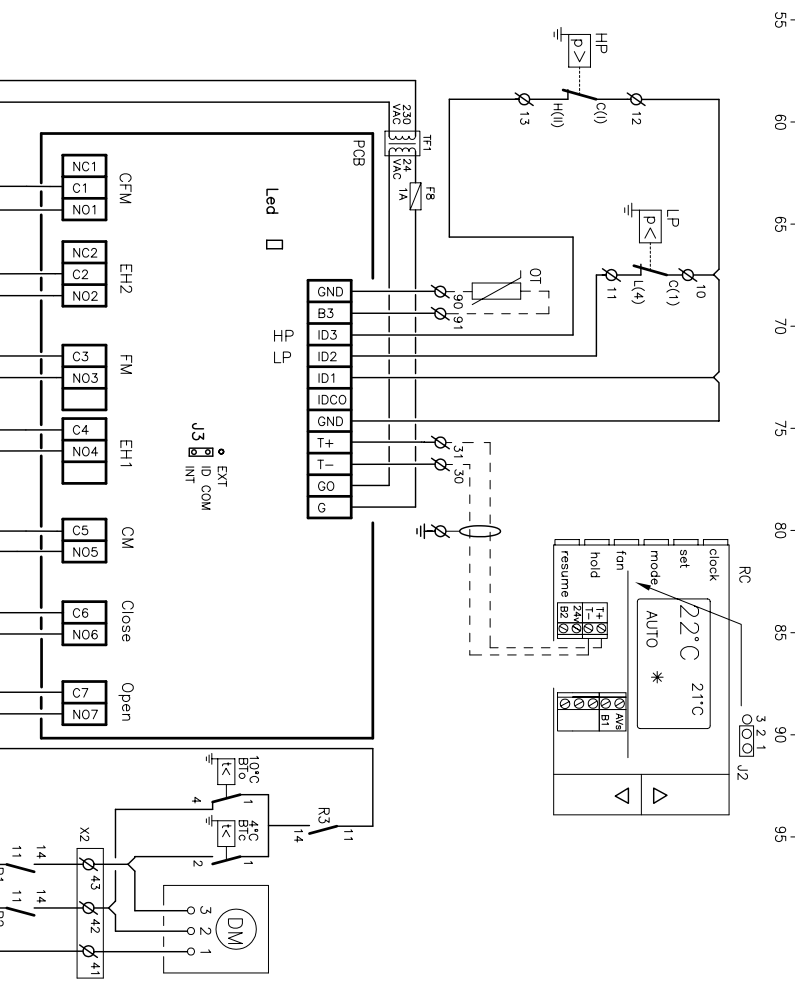 55
60
65
70
75
80
85
90
95
HP
p>
13
H(II)
C(I)
12
LP
p<
11
L(4)
C(1)
10
230
VAC
TF1
24
VAC
F8
1A
PCB
Led
OT
90
91
31
30
GND
B3
HP
ID3
LP
ID2
ID1
IDCO
GND
T+
T−
GO
G
CFM
NC1
C1
NO1
EH2
NC2
C2
NO2
FM
C3
NO3
EH1
C4
NO4
CM
C5
NO5
Close
C6
NO6
Open
C7
NO7
J3
EXT
ID COM
INT
RC
clock
set
mode
fan
hold
resume
22°C
21°C
AUTO
T+
T−
24v
B2
AVs
B1
3 2 1
J2
10°C
BTo
t<
4
1
4°C
BTc
t<
2
1
R3
14
11
X2
43
42
41
14
11
14
11
DM
3
2
1